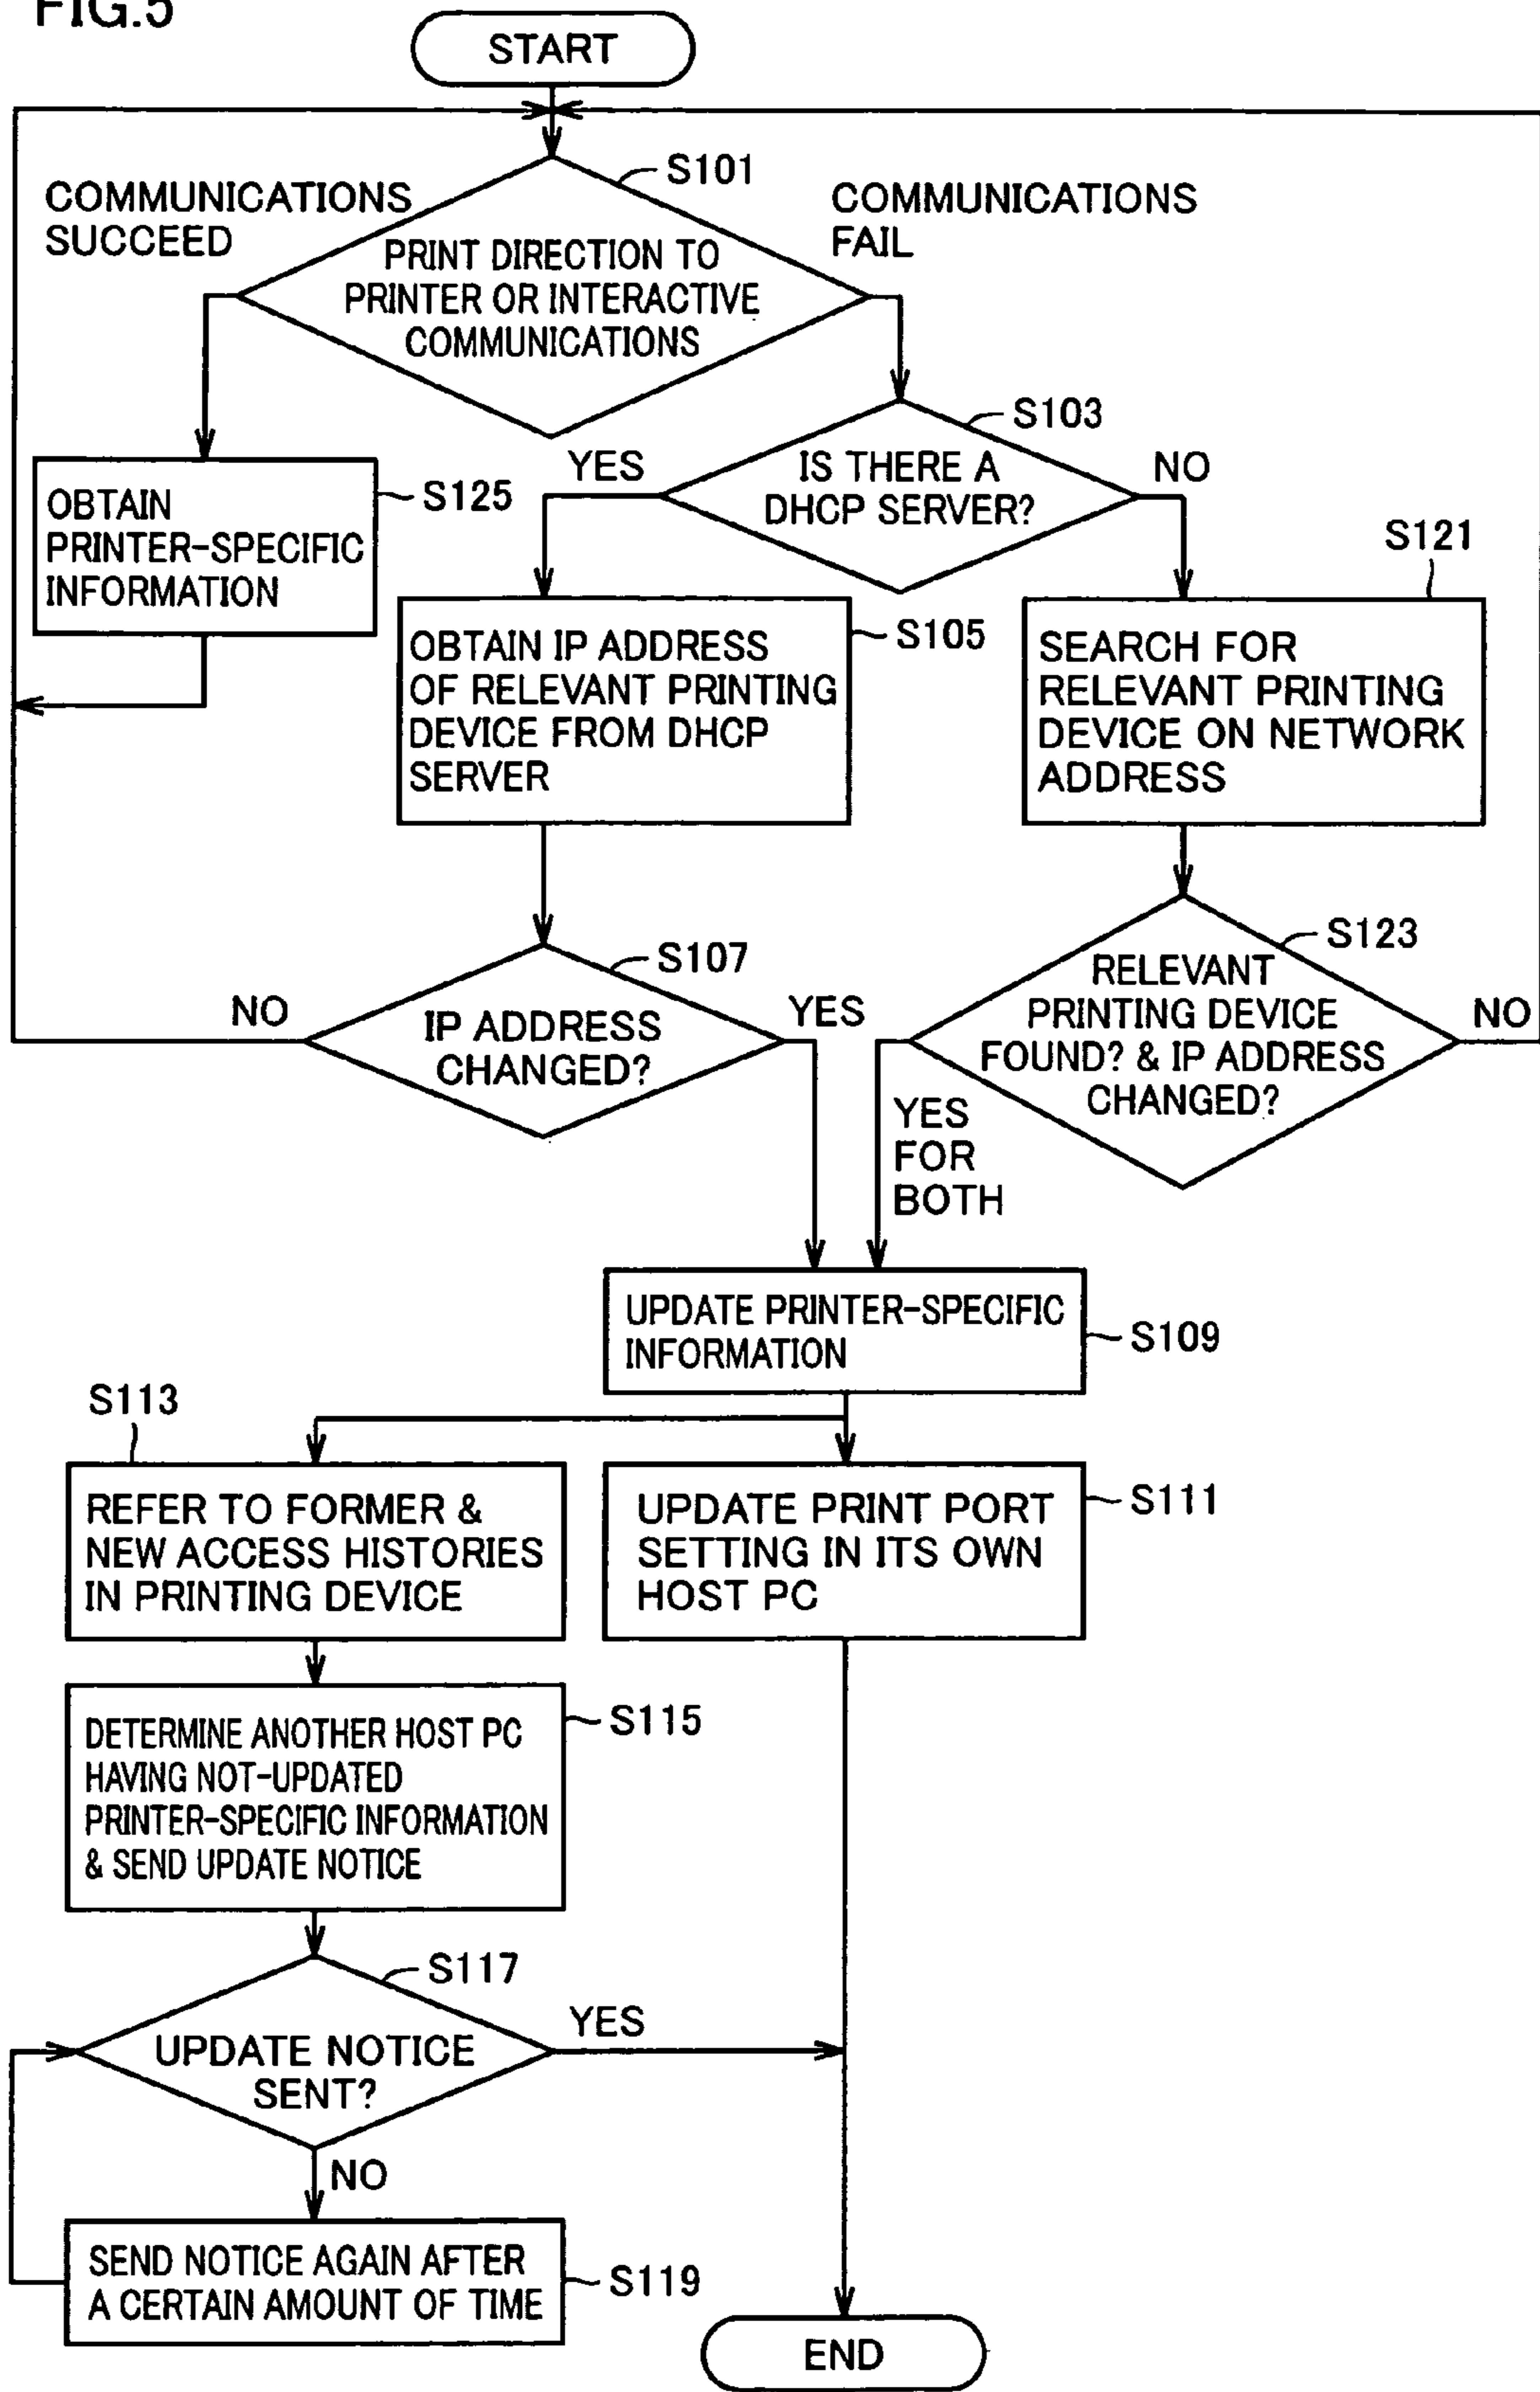 FIG.5
START
S101
COMMUNICATIONS
SUCCEED
COMMUNICATIONS
FAIL
PRINT DIRECTION TO
PRINTER OR INTERACTIVE
COMMUNICATIONS
S103
YES
IS THERE A
DHCP SERVER?
NO
OBTAIN
PRINTER-SPECIFIC
INFORMATION
S125
S121
OBTAIN IP ADDRESS
OF RELEVANT PRINTING
DEVICE FROM DHCP
SERVER
S105
SEARCH FOR
RELEVANT PRINTING
DEVICE ON NETWORK
ADDRESS
S107
NO
IP ADDRESS
CHANGED?
YES
S123
RELEVANT
PRINTING DEVICE
FOUND? & IP ADDRESS
CHANGED?
NO
YES
FOR
BOTH
UPDATE PRINTER-SPECIFIC
INFORMATION
S109
S113
REFER TO FORMER &
NEW ACCESS HISTORIES
IN PRINTING DEVICE
UPDATE PRINT PORT
SETTING IN ITS OWN
HOST PC
S111
DETERMINE ANOTHER HOST PC
HAVING NOT-UPDATED
PRINTER-SPECIFIC INFORMATION
& SEND UPDATE NOTICE
S115
S117
UPDATE NOTICE
SENT?
YES
NO
SEND NOTICE AGAIN AFTER
A CERTAIN AMOUNT OF TIME
S119
END